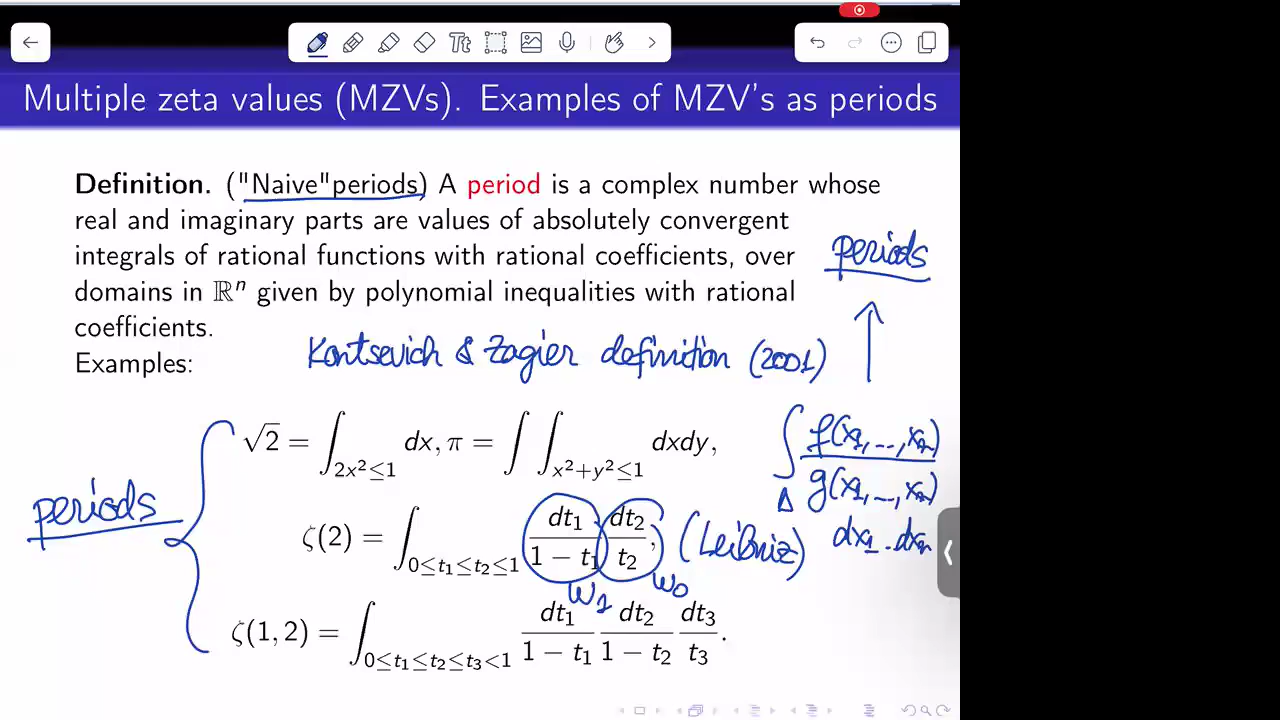 Tt
Multiple zeta values (MZVs). Examples of MZV's as periods
Definition. ("Naive"periods) A period is a complex number whose
real and imaginary parts are values of absolutely convergent
integrals of rational functions with rational coefficients, over
domains in ℝⁿ given by polynomial inequalities with rational
coefficients.
periods
Examples:
Kontsevich & Zagier definition (2001)
√2 = ∫_{2x²≤1} dx, π = ∫∫_{x²+y²≤1} dxdy,
∫_Δ f(x₁,...,xₙ)/g(x₁,...,xₙ) dx₁..dxₙ
periods
ζ(2) = ∫_{0≤t₁≤t₂≤1} dt₁/(1 − t₁) dt₂/t₂, (Leibniz)
ω₁ ω₀
ζ(1, 2) = ∫_{0≤t₁≤t₂≤t₃<1} dt₁/(1 − t₁) dt₂/(1 − t₂) dt₃/t₃.